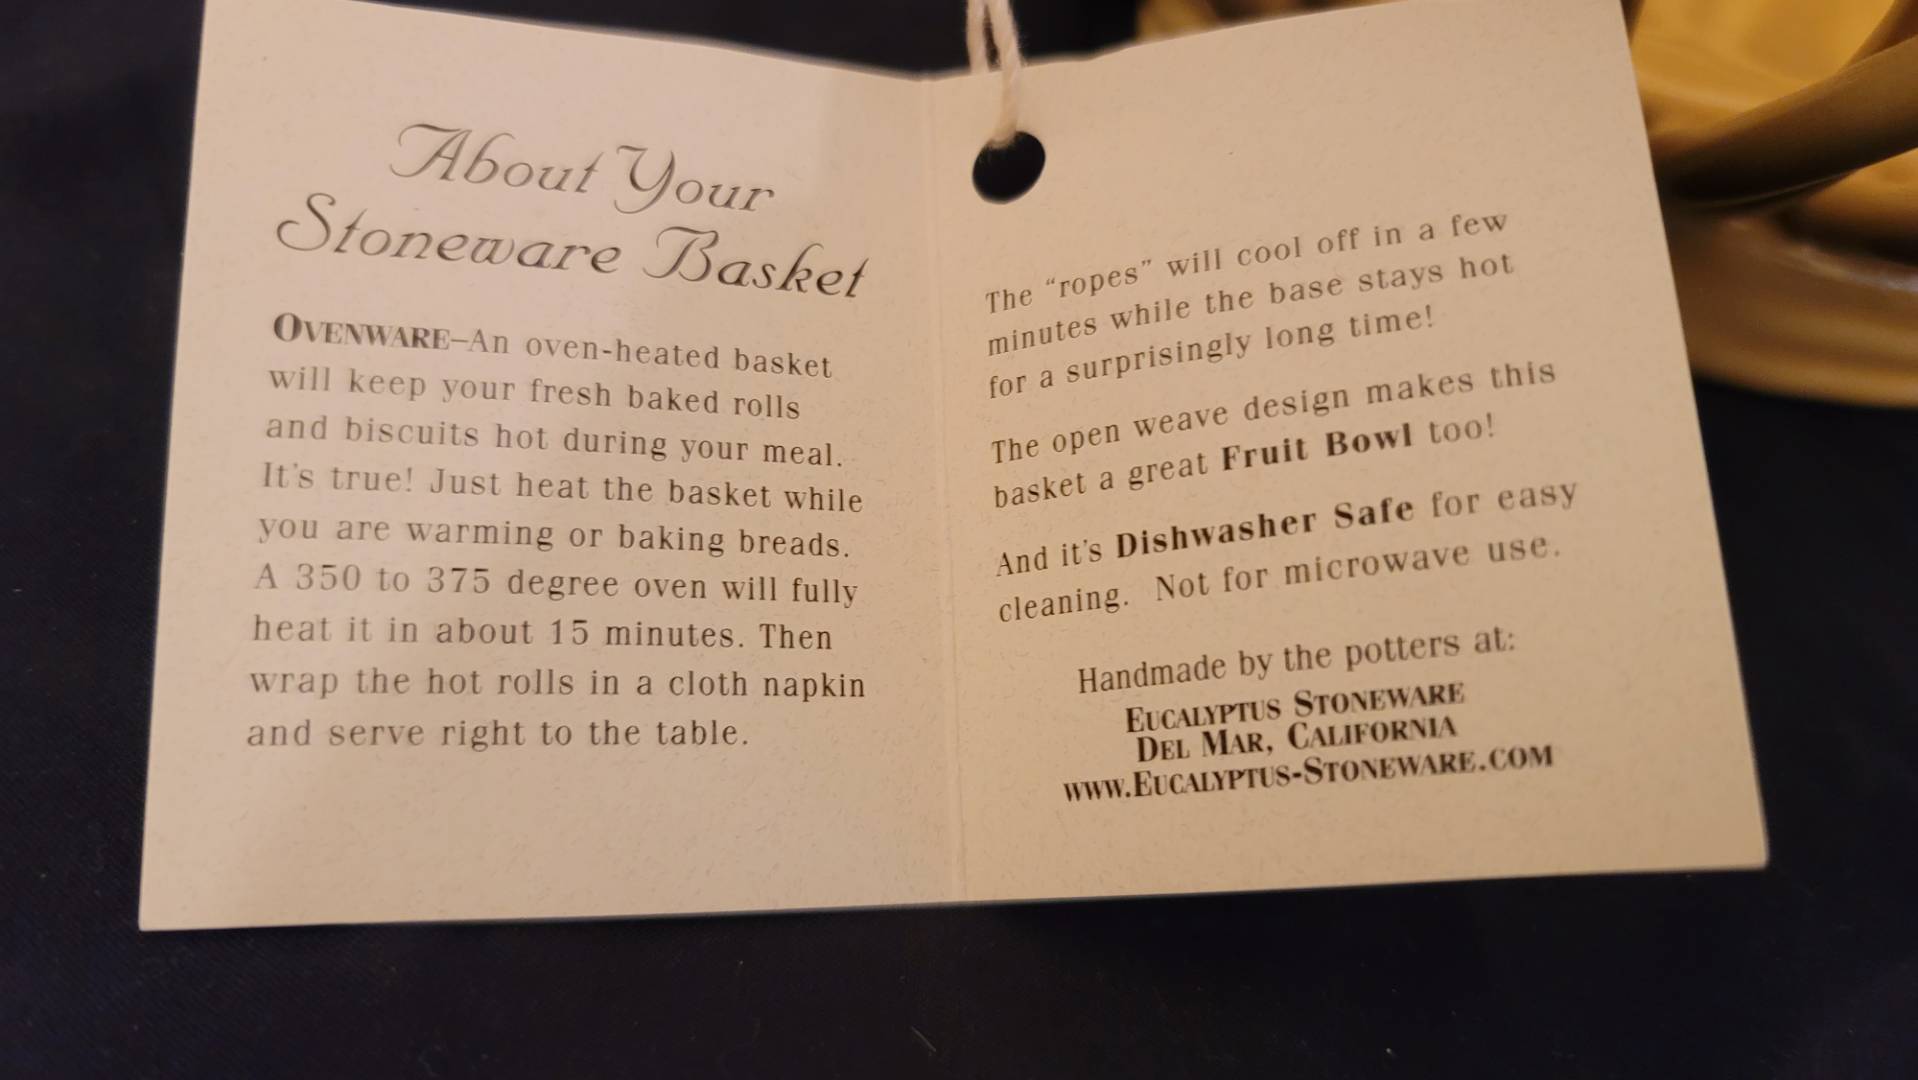 About Your
Stoneware Basket
OVENWARE–An oven-heated basket
will keep your fresh baked rolls
and biscuits hot during your meal.
It's true! Just heat the basket while
you are warming or baking breads.
A 350 to 375 degree oven will fully
heat it in about 15 minutes. Then
wrap the hot rolls in a cloth napkin
and serve right to the table.
The "ropes" will cool off in a few
minutes while the base stays hot
for a surprisingly long time!
The open weave design makes this
basket a great Fruit Bowl too!
And it's Dishwasher Safe for easy
cleaning. Not for microwave use.
Handmade by the potters at:
EUCALYPTUS STONEWARE
DEL MAR, CALIFORNIA
WWW.EUCALYPTUS-STONEWARE.COM